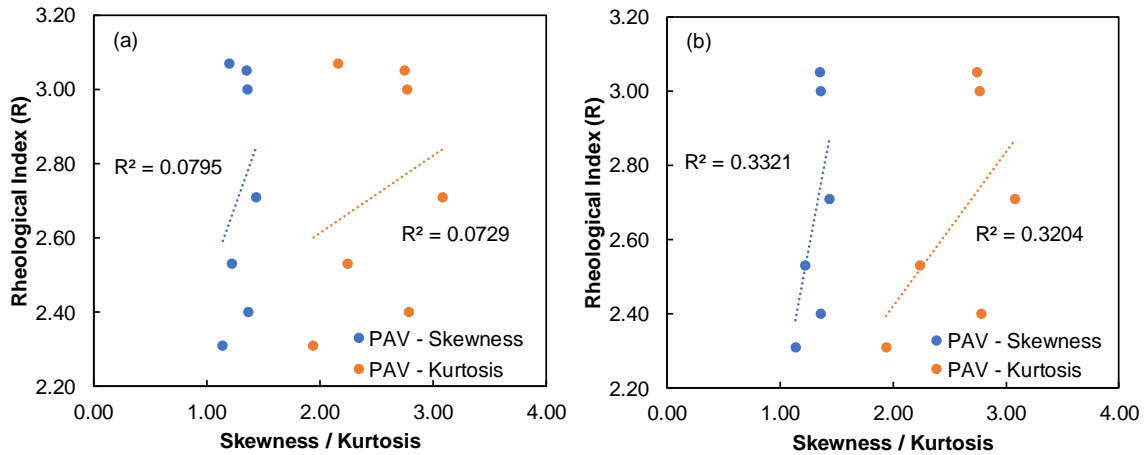 (a)
Rheological Index (R)
3.20
3.00
2.80
2.60
2.40
2.20
R² = 0.0795
R² = 0.0729
PAV - Skewness
PAV - Kurtosis
0.00 1.00 2.00 3.00 4.00
Skewness / Kurtosis
(b)
Rheological Index (R)
3.20
3.00
2.80
2.60
2.40
2.20
R² = 0.3321
R² = 0.3204
PAV - Skewness
PAV - Kurtosis
0.00 1.00 2.00 3.00 4.00
Skewness / Kurtosis